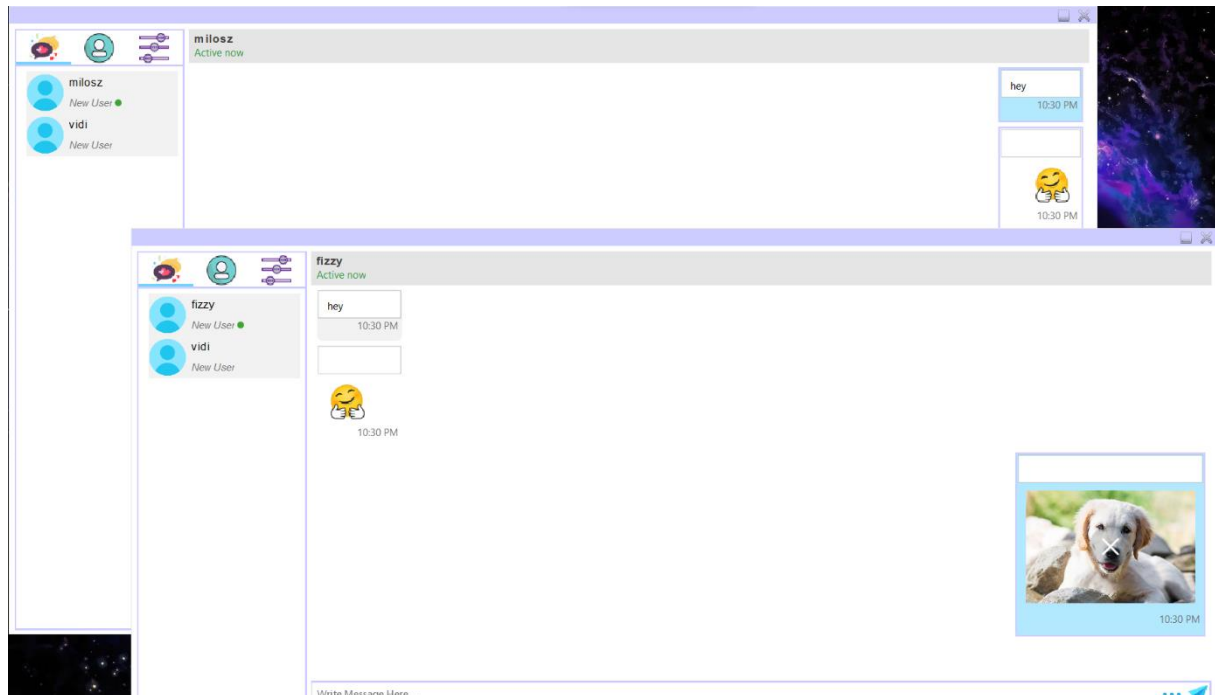 milosz
Active now
milosz
New User
vidi
New User
hey
10:30 PM
10:30 PM
fizzy
Active now
fizzy
New User
vidi
New User
hey
10:30 PM
10:30 PM
10:30 PM
Write Message Here